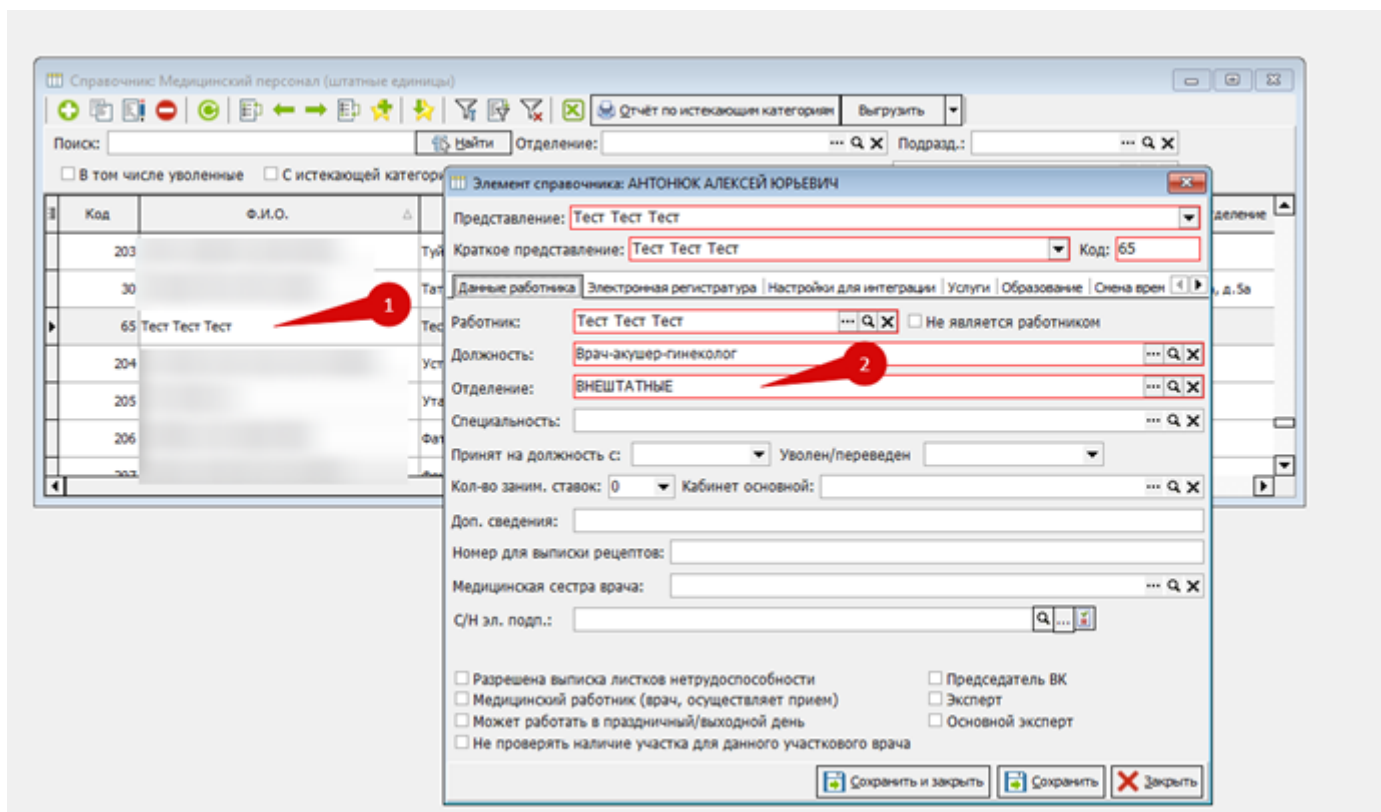 Справочник: Медицинский персонал (штатные единицы)
Отчёт по истекающим категориям Выгрузить
Поиск: Найти Отделение: Подразд.:
В том числе уволенные С истекающей
Элемент справочника: АНТОНЮК АЛЕКСЕЙ ЮРЬЕВИЧ
Код Ф.И.О.
Представление: Тест Тест Тест
Краткое представление: Тест Тест Тест Код: 65
203
30
1
65 Тест Тест Тест
204
205
206
207
Данные работника Электронная регистратура Настройки для интеграции Услуги Образование Смена врем
, д.5а
Работник: Тест Тест Тест Не является работником
Должность: Врач-акушер-гинеколог
2
Отделение: ВНЕШТАТНЫЕ
Специальность:
Принят на должность с: Уволен/переведен
Кол-во заним. ставок: 0 Кабинет основной:
Доп. сведения:
Номер для выписки рецептов:
Медицинская сестра врача:
С/Н эл. подп.:
Разрешена выписка листков нетрудоспособности Председатель ВК
Медицинский работник (врач, осуществляет прием) Эксперт
Может работать в праздничный/выходной день Основной эксперт
Не проверять наличие участка для данного участкового врача
Сохранить и закрыть Сохранить Закрыть